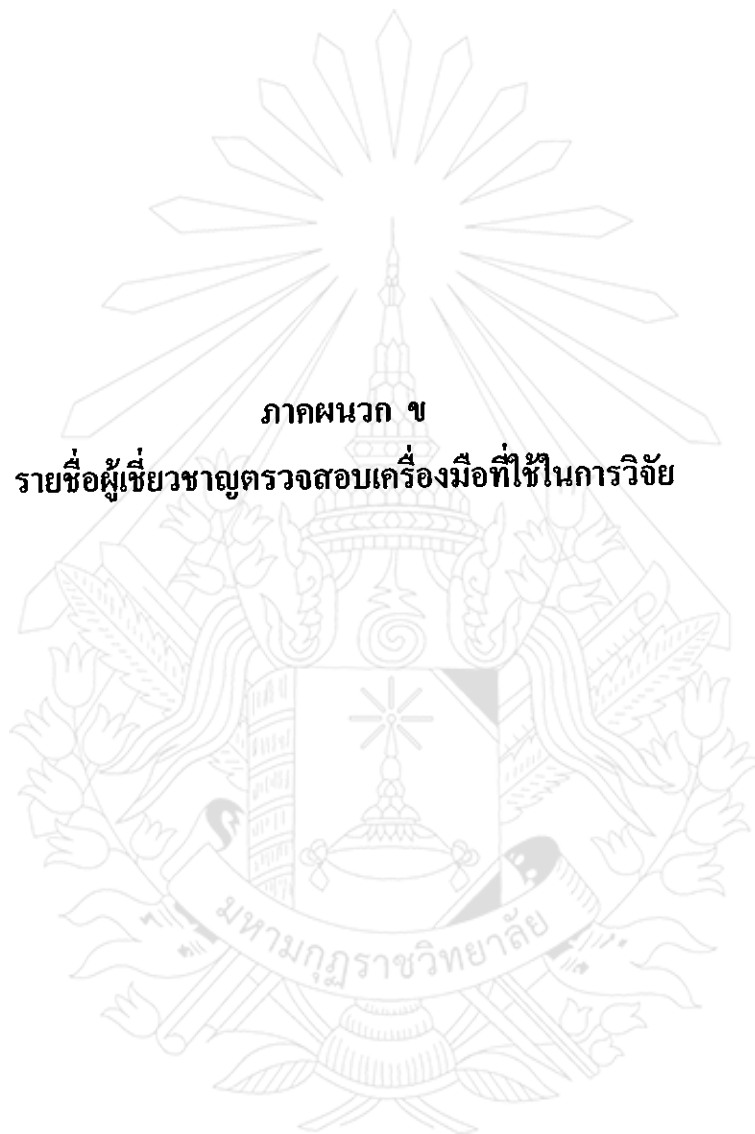 ภาคผนวก ข
รายชื่อผู้เชี่ยวชาญตรวจสอบเครื่องมือที่ใช้ในการวิจัย
มหามกุฏราชวิทยาลัย